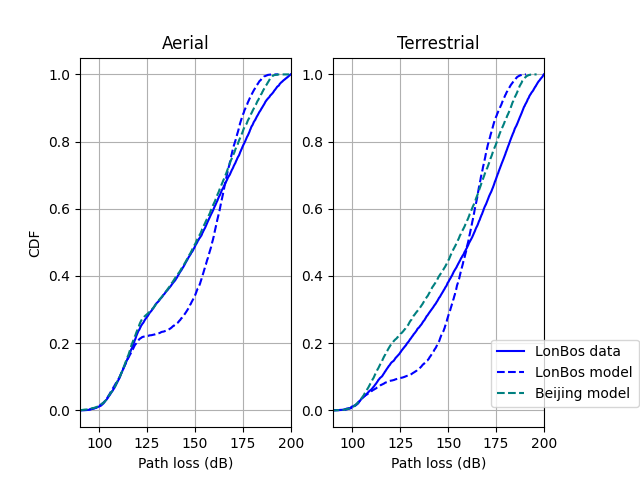 Aerial
Terrestrial
CDF
1.0
0.8
0.6
0.4
0.2
0.0
100
125
150
175
200
Path loss (dB)
1.0
0.8
0.6
0.4
0.2
0.0
100
125
150
175
200
Path loss (dB)
LonBos data
LonBos model
Beijing model